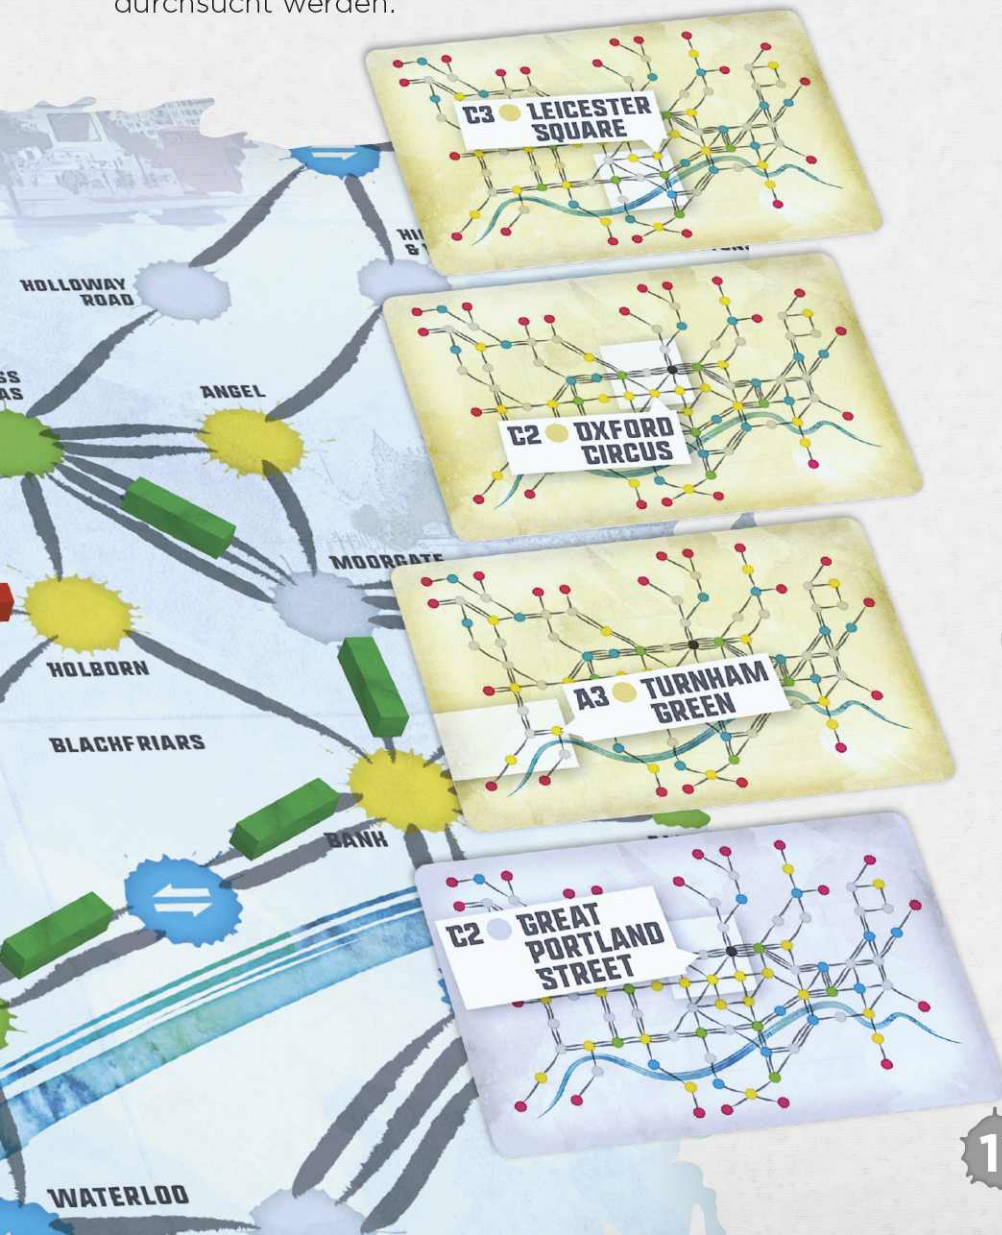 durchsucht werden.
C3 LEICESTER
SQUARE
HOLLOWAY
ROAD
ANGEL
C2 OXFORD
CIRCUS
MOORGATE
HOLBORN
A3 TURNHAM
GREEN
BLACHFRIARS
BANK
C2 GREAT
PORTLAND
STREET
WATERLOO
1